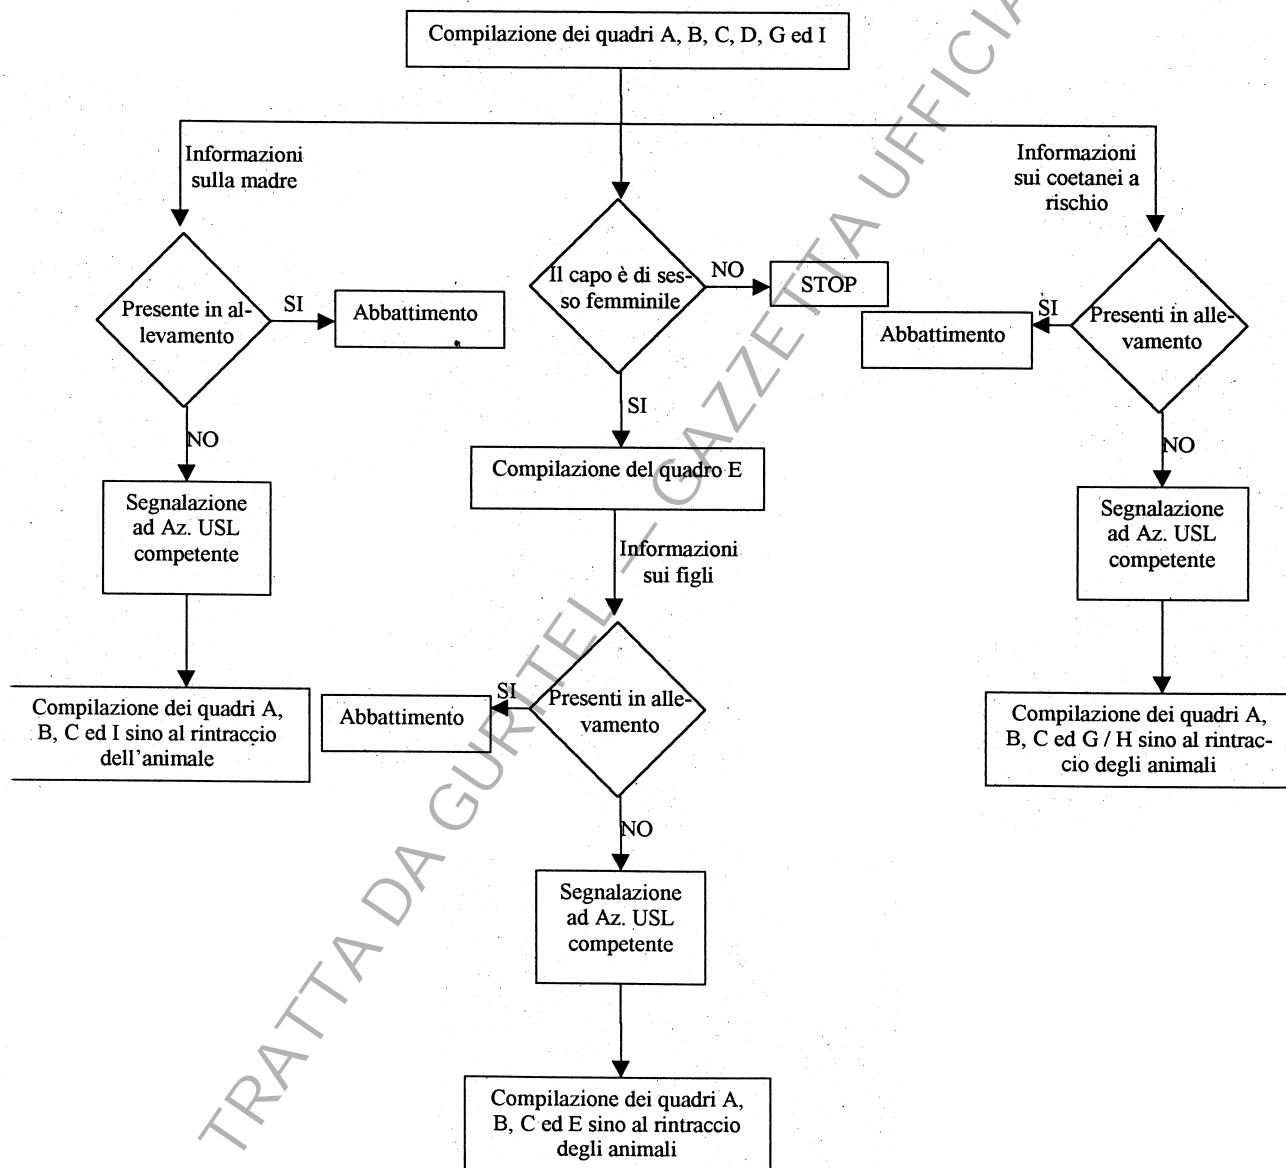 Compilazione dei quadri A, B, C, D, G ed I
Informazioni
sulla madre
Informazioni
sui coetanei a
rischio
Presente in al-
levamento
SI
Abbattimento
Il capo è di ses-
so femminile
NO
STOP
Abbattimento
SI
Presenti in alle-
vamento
NO
Segnalazione
ad Az. USL
competente
SI
Compilazione del quadro E
Informazioni
sui figli
NO
Segnalazione
ad Az. USL
competente
Compilazione dei quadri A,
B, C ed I sino al rintraccio
dell'animale
Abbattimento
SI
Presenti in alle-
vamento
Compilazione dei quadri A,
B, C ed G / H sino al rintrac-
cio degli animali
NO
Segnalazione
ad Az. USL
competente
Compilazione dei quadri A,
B, C ed E sino al rintraccio
degli animali
TRATTA DA GURITEL — GAZZETTA UFFICIA